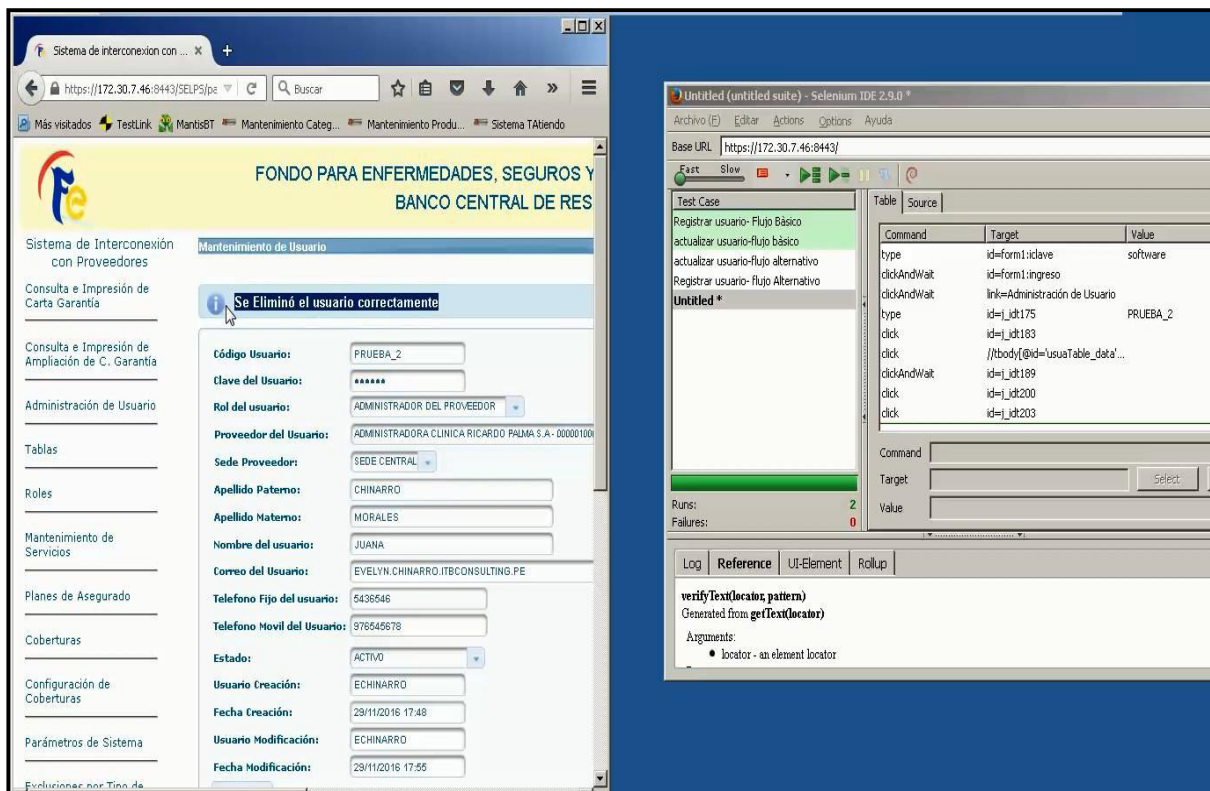 Sistema de interconexion con ...
https://172.30.7.46:8443/SELPS/pa
Buscar
Más visitados TestLink MantisBT Mantenimiento Categ... Mantenimiento Produ... Sistema TAtiendo
Fe
FONDO PARA ENFERMEDADES, SEGUROS Y
BANCO CENTRAL DE RES
Sistema de Interconexión
con Proveedores
Consulta e Impresión de
Carta Garantía
Consulta e Impresión de
Ampliación de C. Garantía
Administración de Usuario
Tablas
Roles
Mantenimiento de
Servicios
Planes de Asegurado
Coberturas
Configuración de
Coberturas
Parámetros de Sistema
Exclusiones por Tipo de
Mantenimiento de Usuario
Se Eliminó el usuario correctamente
Código Usuario: PRUEBA_2
Clave del Usuario: ••••••
Rol del usuario: ADMINISTRADOR DEL PROVEEDOR
Proveedor del Usuario: ADMINISTRADORA CLINICA RICARDO PALMA S.A - 00000100
Sede Proveedor: SEDE CENTRAL
Apellido Paterno: CHINARRO
Apellido Materno: MORALES
Nombre del usuario: JUANA
Correo del Usuario: EVELYN.CHINARRO.ITBCONSULTING.PE
Telefono Fijo del usuario: 5436546
Telefono Movil del Usuario: 976545678
Estado: ACTIVO
Usuario Creación: ECHINARRO
Fecha Creación: 29/11/2016 17:48
Usuario Modificación: ECHINARRO
Fecha Modificación: 29/11/2016 17:55
Untitled (untitled suite) - Selenium IDE 2.9.0 *
Archivo (F) Editar Actions Options Ayuda
Base URL https://172.30.7.46:8443/
Fast Slow
Test Case
Registrar usuario- Flujo Básico
actualizar usuario-flujo básico
actualizar usuario-flujo alternativo
Registrar usuario- flujo Alternativo
Untitled *
Runs: 2
Failures: 0
Table Source
Command Target Value
type id=form1:iclave software
clickAndWait id=form1:ingreso
clickAndWait link=Administración de Usuario
type id=j_idt175 PRUEBA_2
click id=j_idt183
click //tbody[@id='usuaTable_data'...
clickAndWait id=j_idt189
click id=j_idt200
click id=j_idt203
Command
Target Select
Value
Log Reference UI-Element Rollup
verifyText(locator, pattern)
Generated from getText(locator)
Arguments:
• locator - an element locator